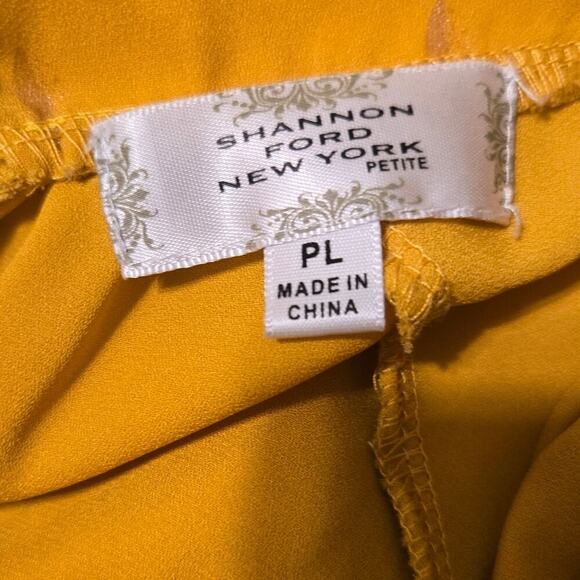 SHANNON
FORD
NEW YORK
PETITE
PL
MADE IN
CHINA